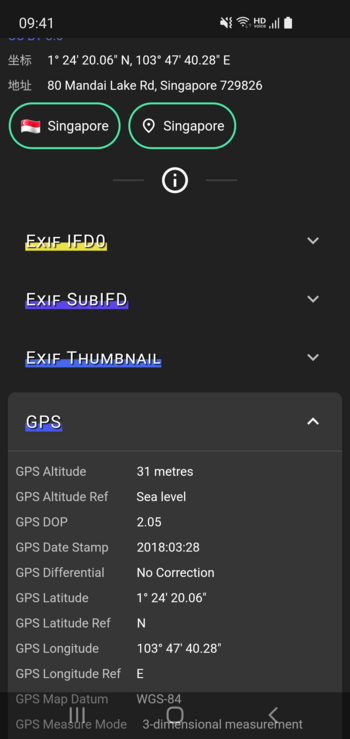 09:41
HD
VOICE
坐标 1° 24' 20.06" N, 103° 47' 40.28" E
地址 80 Mandai Lake Rd, Singapore 729826
Singapore Singapore
Exif IFD0
Exif SubIFD
Exif Thumbnail
GPS
GPS Altitude 31 metres
GPS Altitude Ref Sea level
GPS DOP 2.05
GPS Date Stamp 2018:03:28
GPS Differential No Correction
GPS Latitude 1° 24' 20.06"
GPS Latitude Ref N
GPS Longitude 103° 47' 40.28"
GPS Longitude Ref E
GPS Map Datum WGS-84
GPS Measure Mode 3-dimensional measurement